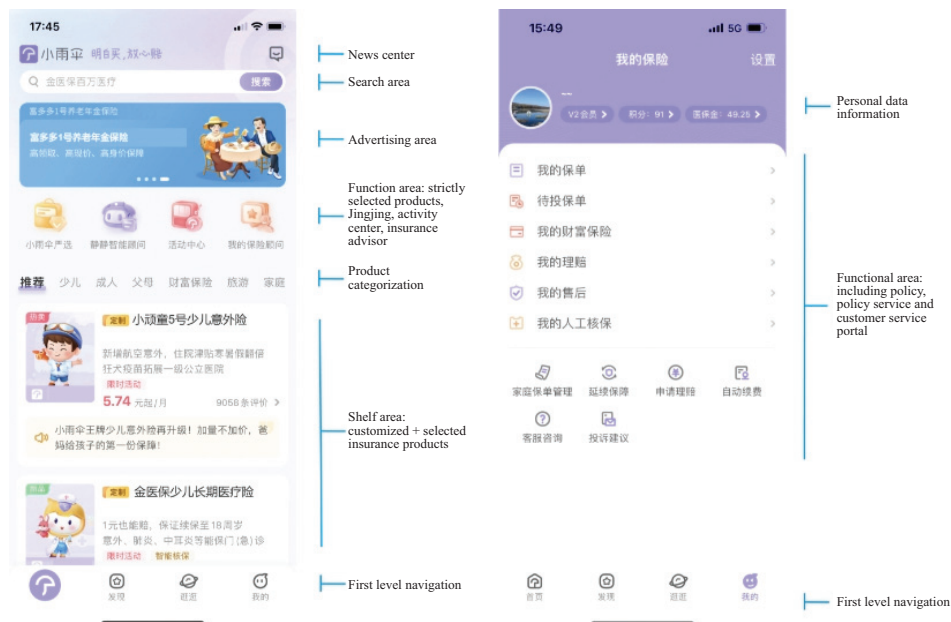 17:45
小雨伞 明白买,放心赔
金医保百万医疗
搜索
富多多1号养老年金保险
富多多1号养老年金保险
高领取、高现价、高身价保障
小雨伞严选 静静智能顾问 活动中心 我的保险顾问
推荐 少儿 成人 父母 财富保险 旅游 家庭
热卖
定制 小顽童5号少儿意外险
新增航空意外，住院津贴寒暑假翻倍
狂犬疫苗拓展一级公立医院
限时活动
5.74 元起/月 9058条评价
小雨伞王牌少儿意外险再升级！加量不加价，爸
妈给孩子的第一份保障！
定制 金医保少儿长期医疗险
1元也能赔，保证续保至18周岁
意外、肺炎、中耳炎等能保门(急)诊
限时活动 智能核保
发现 逛逛 我的
News center
Search area
Advertising area
Function area: strictly
selected products,
Jingjing, activity
center, insurance
advisor
Product
categorization
Shelf area:
customized + selected
insurance products
First level navigation
15:49
5G
我的保险 设置
--
V2会员 积分：91 医保金：49.25
我的保单
待投保单
我的财富保险
我的理赔
我的售后
我的人工核保
家庭保单管理 延续保障 申请理赔 自动续费
客服咨询 投诉建议
首页 发现 逛逛 我的
Personal data
information
Functional area:
including policy,
policy service and
customer service
portal
First level navigation